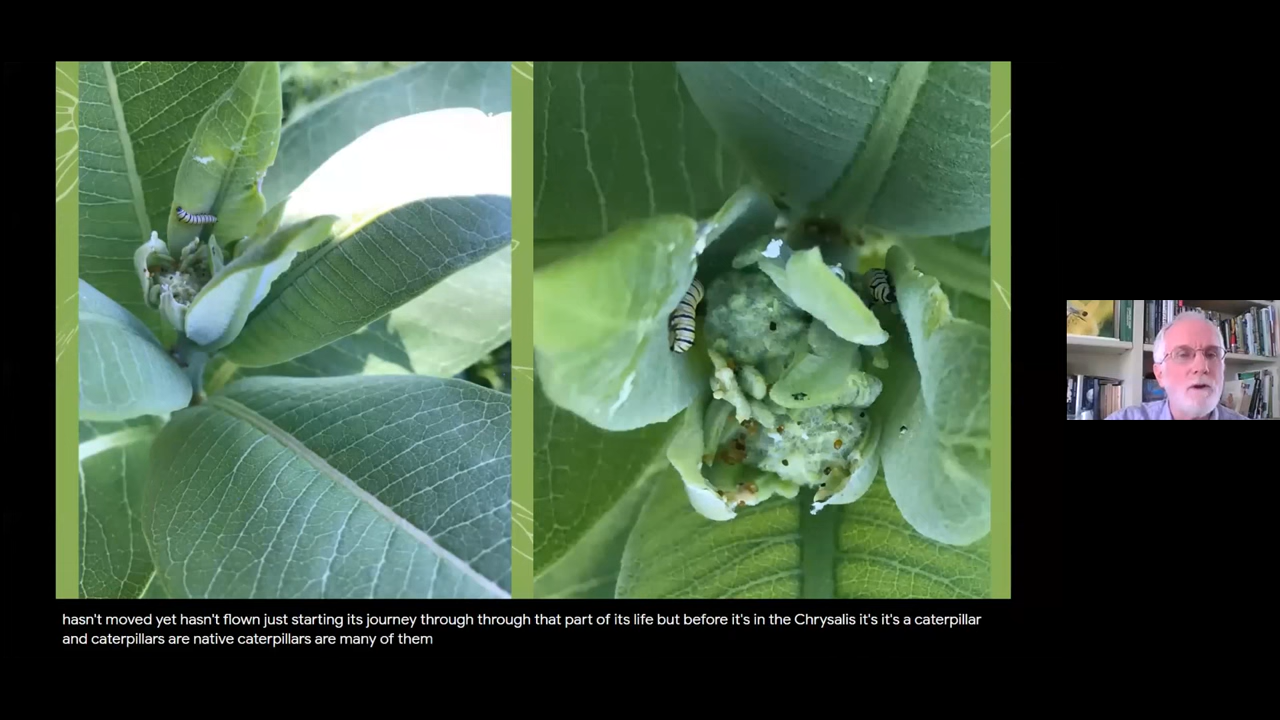 hasn't moved yet hasn't flown just starting its journey through through that part of its life but before it's in the Chrysalis it's it's a caterpillar
and caterpillars are native caterpillars are many of them